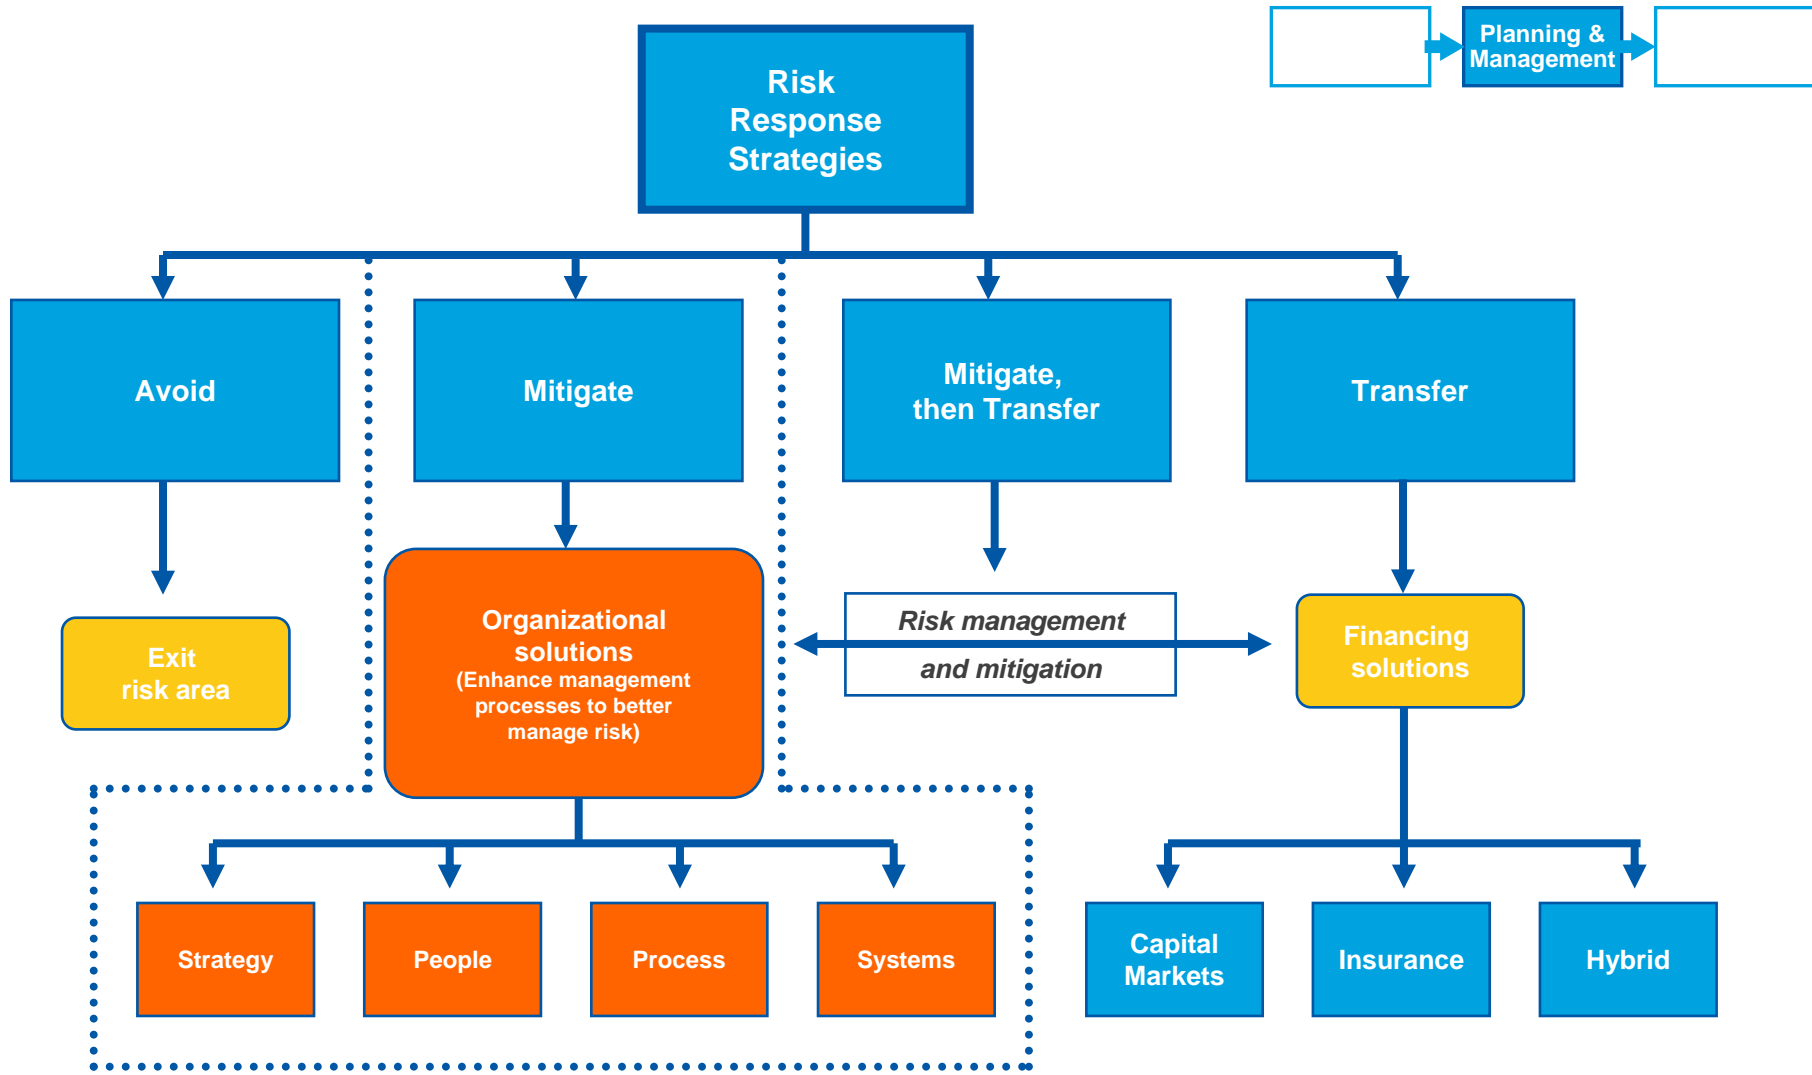 Planning &
Management
Risk
Response
Strategies
Avoid
Mitigate
Mitigate,
then Transfer
Transfer
Exit
risk area
Organizational
solutions
(Enhance management
processes to better
manage risk)
Risk management
and mitigation
Financing
solutions
Strategy
People
Process
Systems
Capital
Markets
Insurance
Hybrid